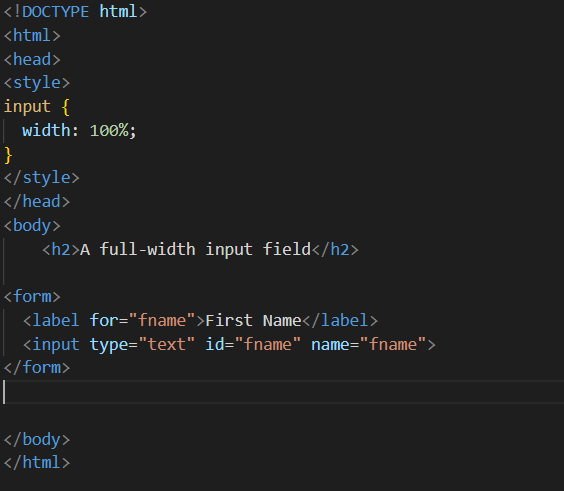 <!DOCTYPE html>
<html>
<head>
<style>
input {
  width: 100%;
}
</style>
</head>
<body>
    <h2>A full-width input field</h2>

<form>
  <label for="fname">First Name</label>
  <input type="text" id="fname" name="fname">
</form>


</body>
</html>